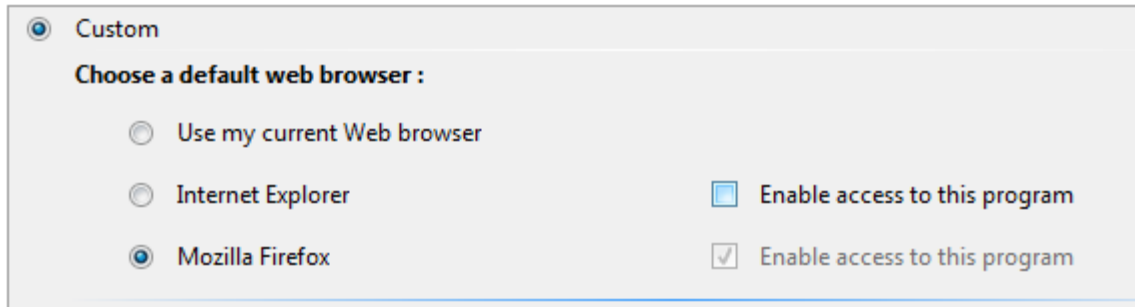 Custom
Choose a default web browser :
Use my current Web browser
Internet Explorer Enable access to this program
Mozilla Firefox Enable access to this program